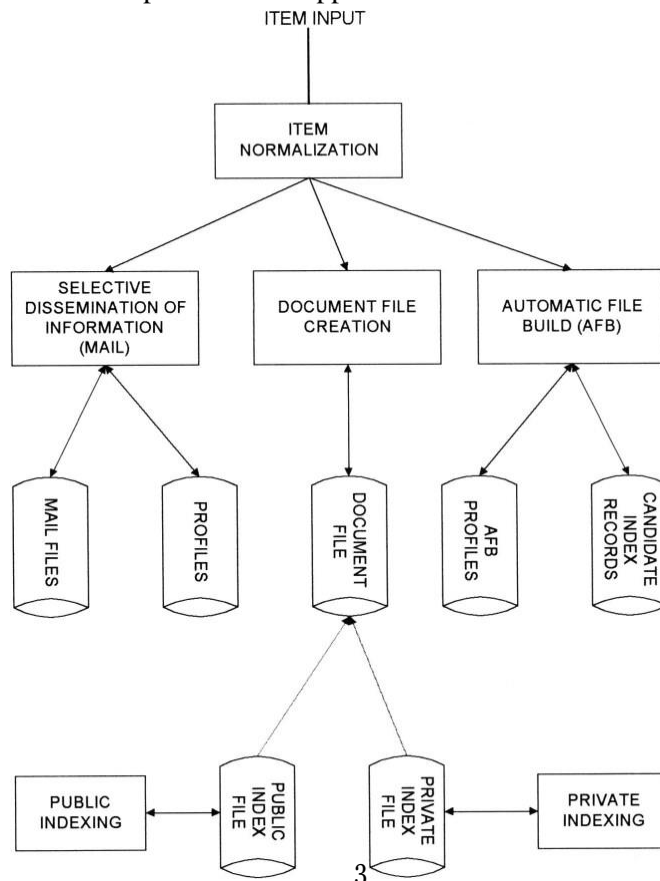 ITEM INPUT
ITEM
NORMALIZATION
SELECTIVE
DISSEMINATION OF
INFORMATION
(MAIL)
DOCUMENT FILE
CREATION
AUTOMATIC FILE
BUILD (AFB)
MAIL FILES
PROFILES
DOCUMENT
FILE
AFB
PROFILES
CANDIDATE
INDEX
RECORDS
PUBLIC
INDEXING
PUBLIC
INDEX
FILE
PRIVATE
INDEX
FILE
PRIVATE
INDEXING
3